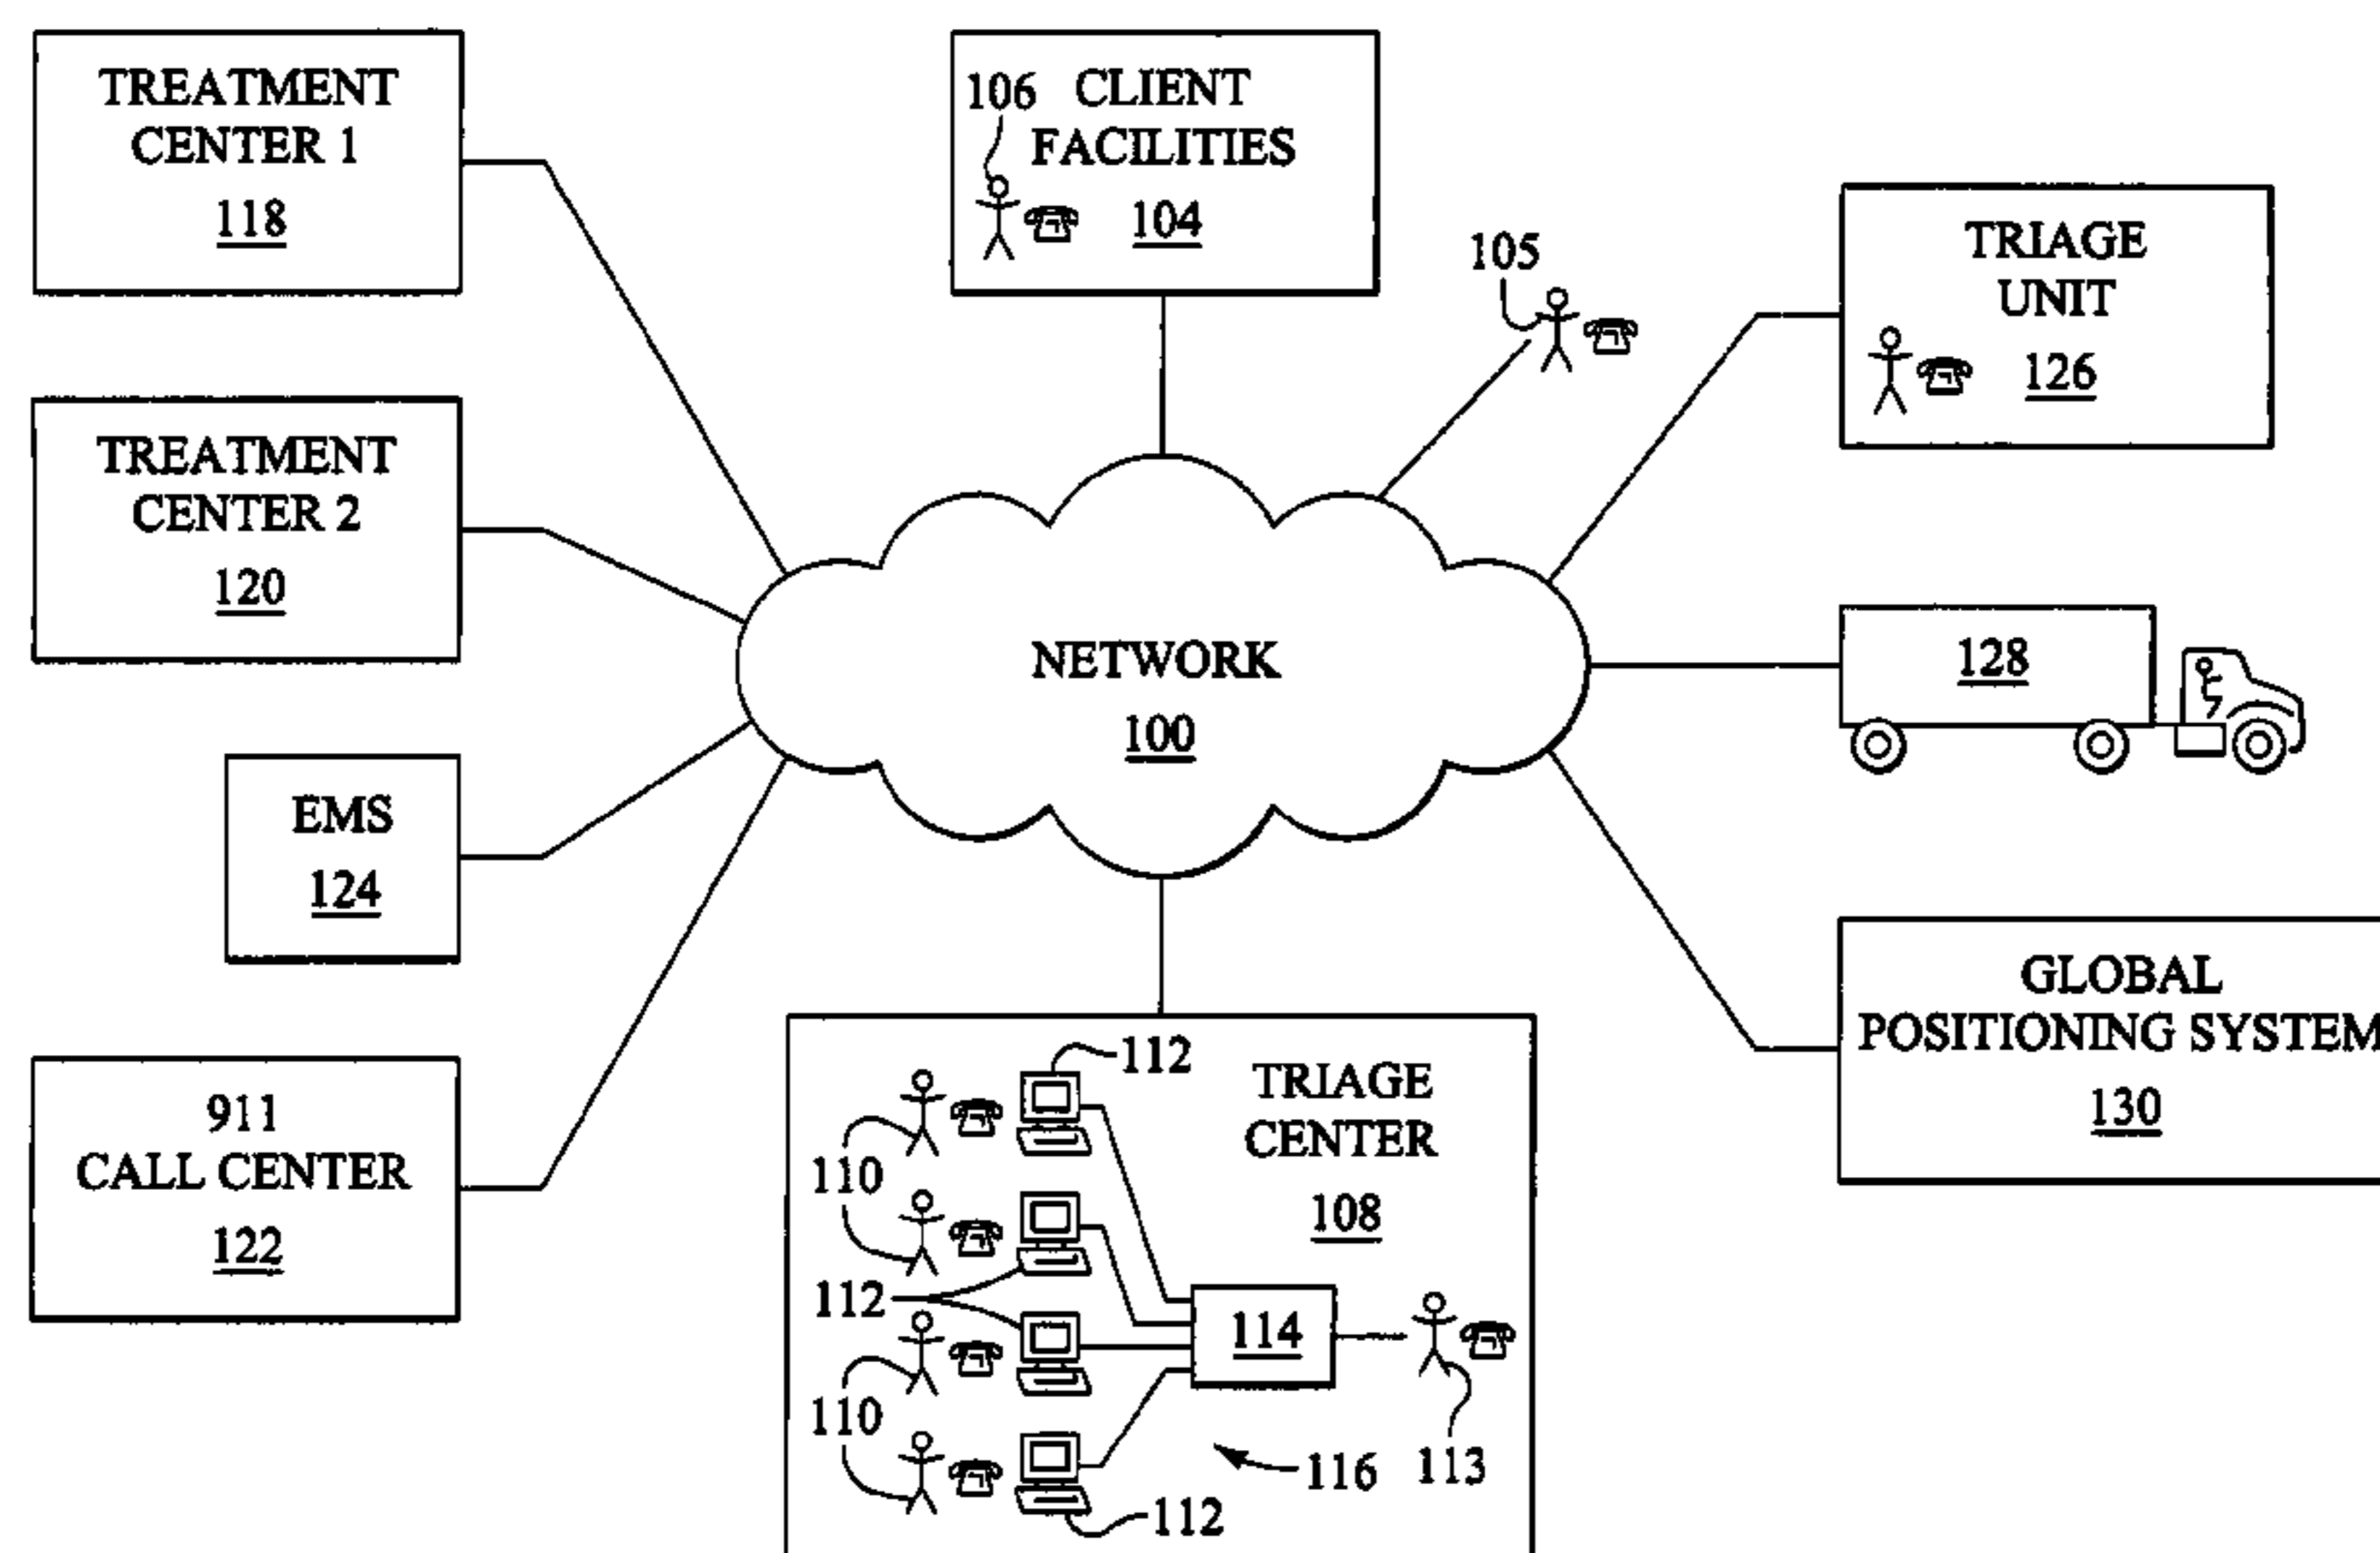 TREATMENT
CENTER 1
118
106
CLIENT
FACILITIES
104
105
TRIAGE
UNIT
126
TREATMENT
CENTER 2
120
NETWORK
100
128
EMS
124
GLOBAL
POSITIONING SYSTEM
130
911
CALL CENTER
122
112
TRIAGE
CENTER
108
110
112
114
110
116
113
112